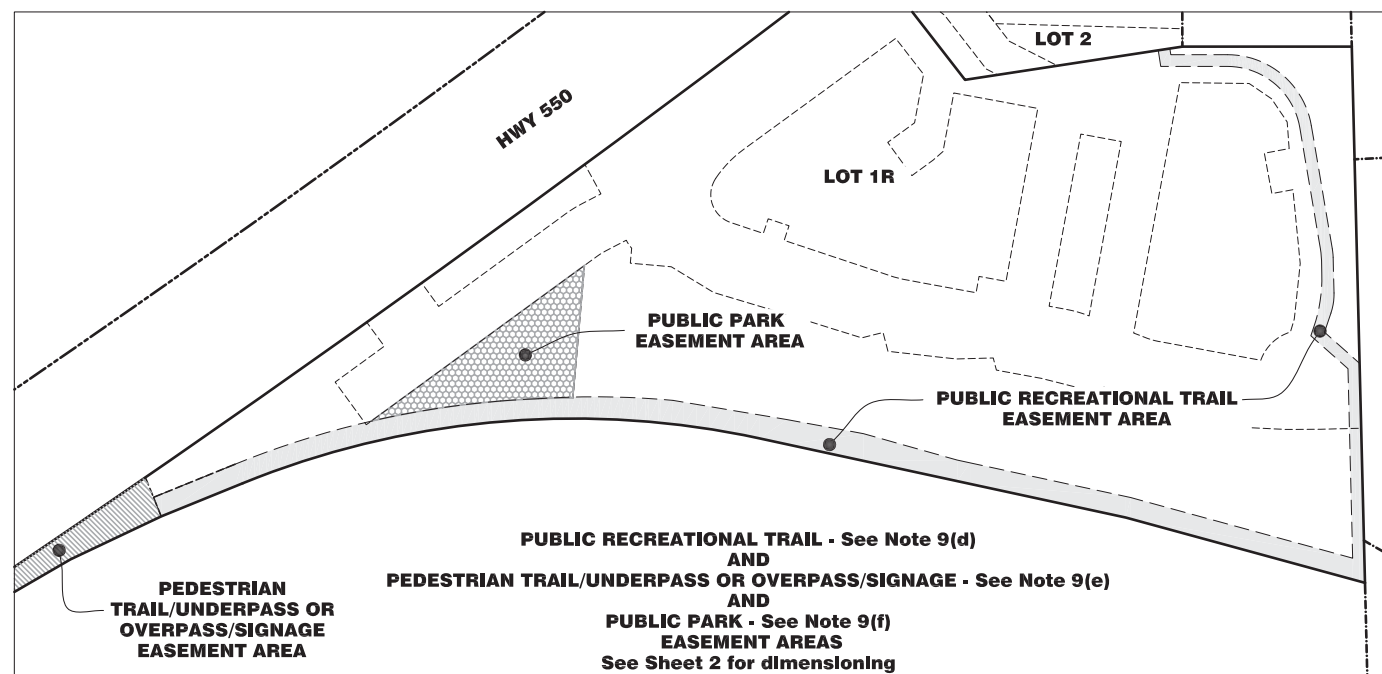 LOT 2
HWY 550
LOT 1R
PUBLIC PARK
EASEMENT AREA
PUBLIC RECREATIONAL TRAIL
EASEMENT AREA
PEDESTRIAN
TRAIL/UNDERPASS OR
OVERPASS/SIGNAGE
EASEMENT AREA
PUBLIC RECREATIONAL TRAIL - See Note 9(d)
AND
PEDESTRIAN TRAIL/UNDERPASS OR OVERPASS/SIGNAGE - See Note 9(e)
AND
PUBLIC PARK - See Note 9(f)
EASEMENT AREAS
See Sheet 2 for dimensioning